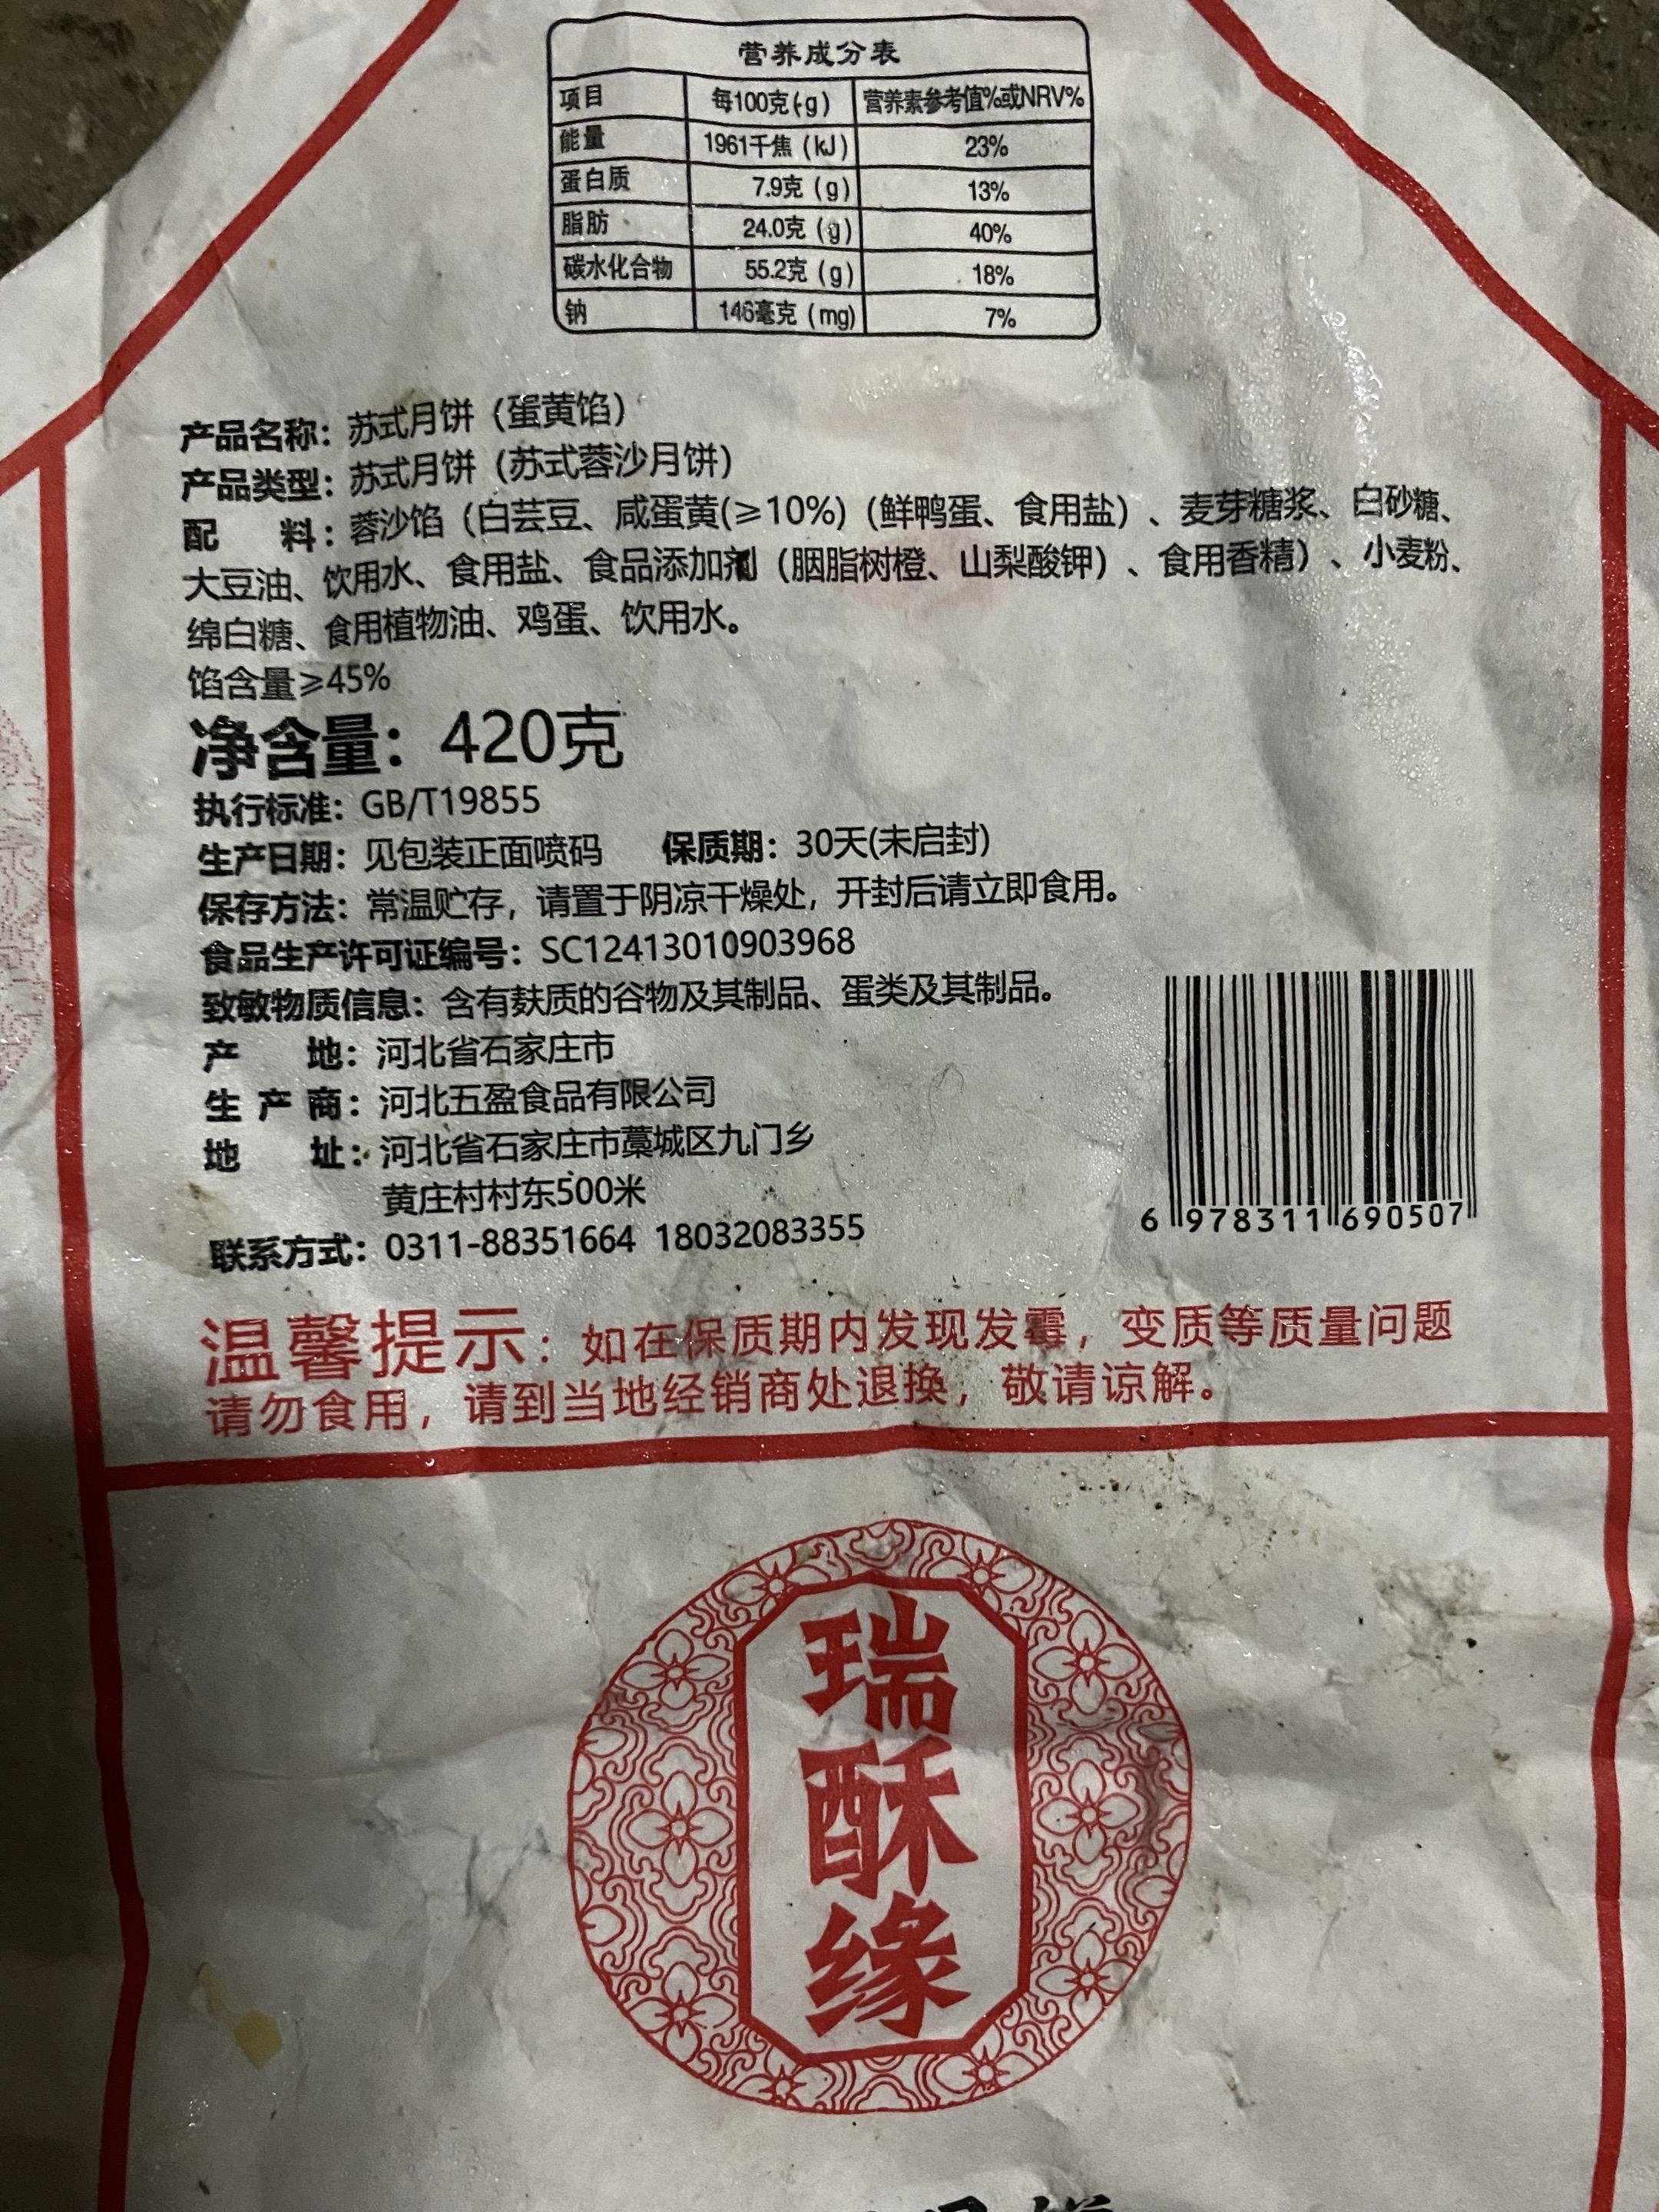 营养成分表
项目 每100克(g) 营养素参考值%或NRV%
能量 1961千焦(kJ) 23%
蛋白质 7.9克(g) 13%
脂肪 24.0克(g) 40%
碳水化合物 55.2克(g) 18%
钠 146毫克(mg) 7%
产品名称：苏式月饼（蛋黄馅）
产品类型：苏式月饼（苏式蓉沙月饼）
配 料：蓉沙馅（白芸豆、咸蛋黄(≥10%)(鲜鸭蛋、食用盐）、麦芽糖浆、白砂糖、
大豆油、饮用水、食用盐、食品添加剂（胭脂树橙、山梨酸钾）、食用香精）、小麦粉、
绵白糖、食用植物油、鸡蛋、饮用水。
馅含量≥45%
净含量：420克
执行标准：GB/T19855
生产日期：见包装正面喷码 保质期：30天(未启封)
保存方法：常温贮存，请置于阴凉干燥处，开封后请立即食用。
食品生产许可证编号：SC12413010903968
致敏物质信息：含有麸质的谷物及其制品、蛋类及其制品。
产 地：河北省石家庄市
生 产 商：河北五盈食品有限公司
地 址：河北省石家庄市藁城区九门乡
黄庄村村东500米
联系方式：0311-88351664 18032083355
6 978311 690507
温馨提示：如在保质期内发现发霉，变质等质量问题
请勿食用，请到当地经销商处退换，敬请谅解。
瑞
酥
缘